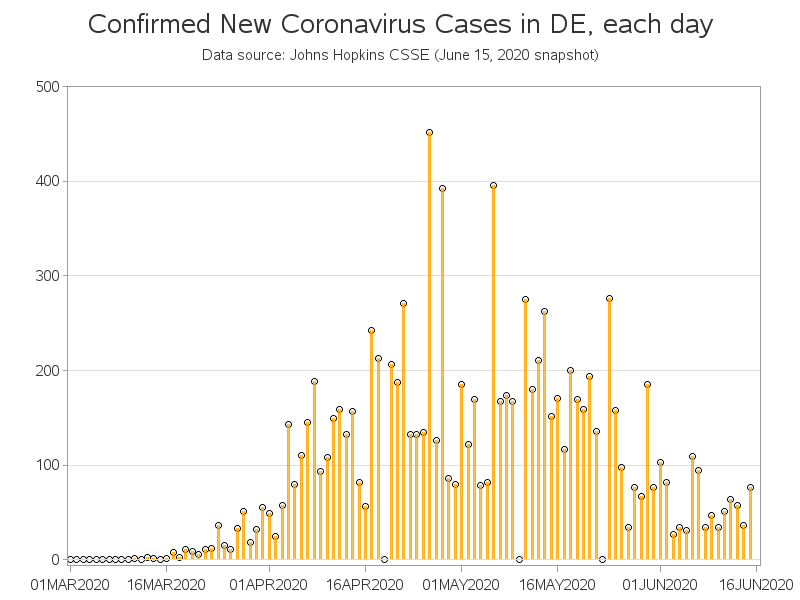 Confirmed New Coronavirus Cases in DE, each day
Data source: Johns Hopkins CSSE (June 15, 2020 snapshot)
500
400
300
200
100
0
01MAR2020 16MAR2020 01APR2020 16APR2020 01MAY2020 16MAY2020 01JUN2020 16JUN2020